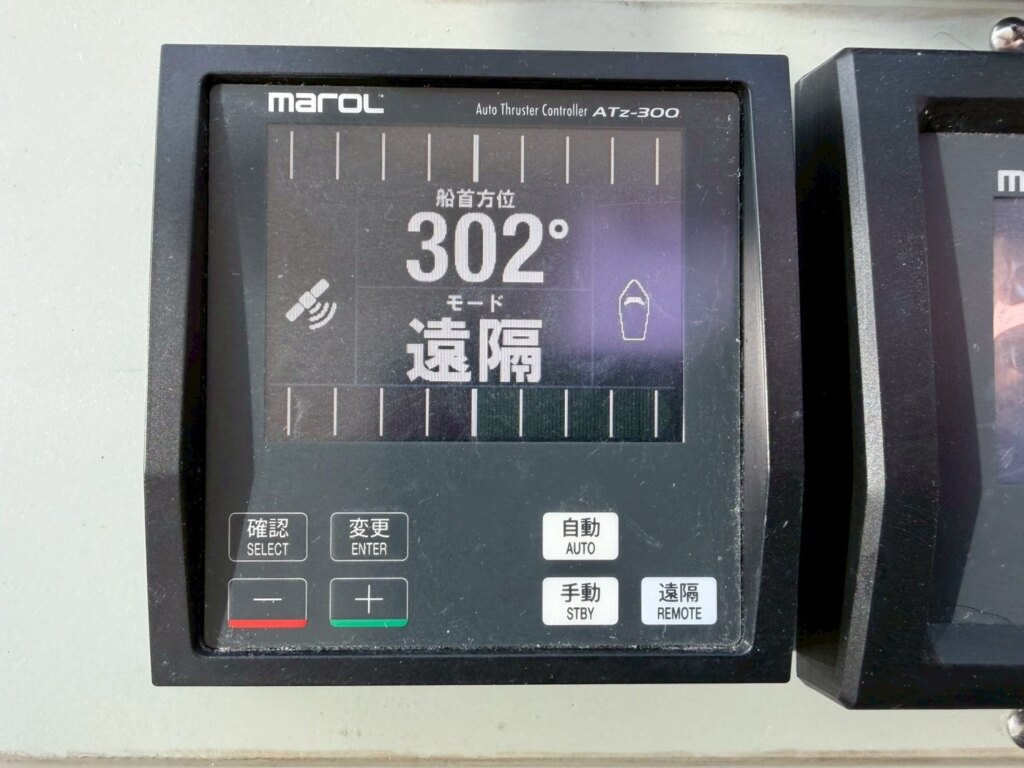 marol
Auto Thruster Controller ATz-300
船首方位
302°
モード
遠隔
確認
SELECT
変更
ENTER
自動
AUTO
－
＋
手動
STBY
遠隔
REMOTE